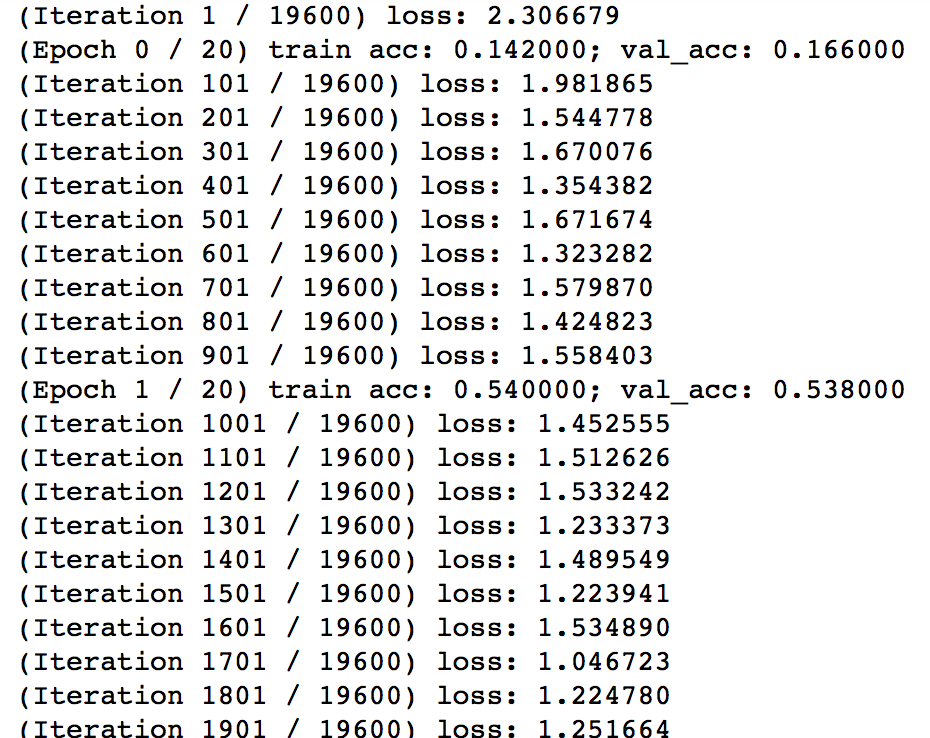 (Iteration 1 / 19600) loss: 2.306679
(Epoch 0 / 20) train acc: 0.142000; val_acc: 0.166000
(Iteration 101 / 19600) loss: 1.981865
(Iteration 201 / 19600) loss: 1.544778
(Iteration 301 / 19600) loss: 1.670076
(Iteration 401 / 19600) loss: 1.354382
(Iteration 501 / 19600) loss: 1.671674
(Iteration 601 / 19600) loss: 1.323282
(Iteration 701 / 19600) loss: 1.579870
(Iteration 801 / 19600) loss: 1.424823
(Iteration 901 / 19600) loss: 1.558403
(Epoch 1 / 20) train acc: 0.540000; val_acc: 0.538000
(Iteration 1001 / 19600) loss: 1.452555
(Iteration 1101 / 19600) loss: 1.512626
(Iteration 1201 / 19600) loss: 1.533242
(Iteration 1301 / 19600) loss: 1.233373
(Iteration 1401 / 19600) loss: 1.489549
(Iteration 1501 / 19600) loss: 1.223941
(Iteration 1601 / 19600) loss: 1.534890
(Iteration 1701 / 19600) loss: 1.046723
(Iteration 1801 / 19600) loss: 1.224780
(Iteration 1901 / 19600) loss: 1.251664